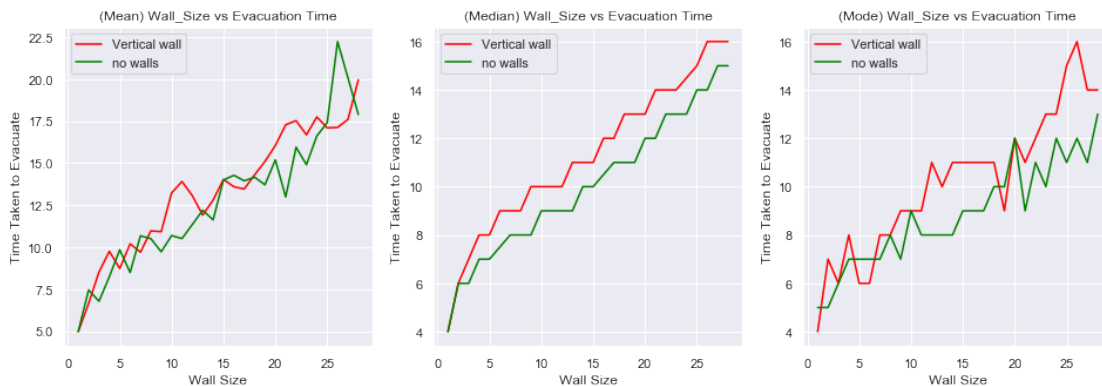 (Mean) Wall_Size vs Evacuation Time
Vertical wall
no walls
Time Taken to Evacuate
22.5
20.0
17.5
15.0
12.5
10.0
7.5
5.0
0 5 10 15 20 25
Wall Size
(Median) Wall_Size vs Evacuation Time
Vertical wall
no walls
Time Taken to Evacuate
16
14
12
10
8
6
4
0 5 10 15 20 25
Wall Size
(Mode) Wall_Size vs Evacuation Time
Vertical wall
no walls
Time Taken to Evacuate
16
14
12
10
8
6
4
0 5 10 15 20 25
Wall Size